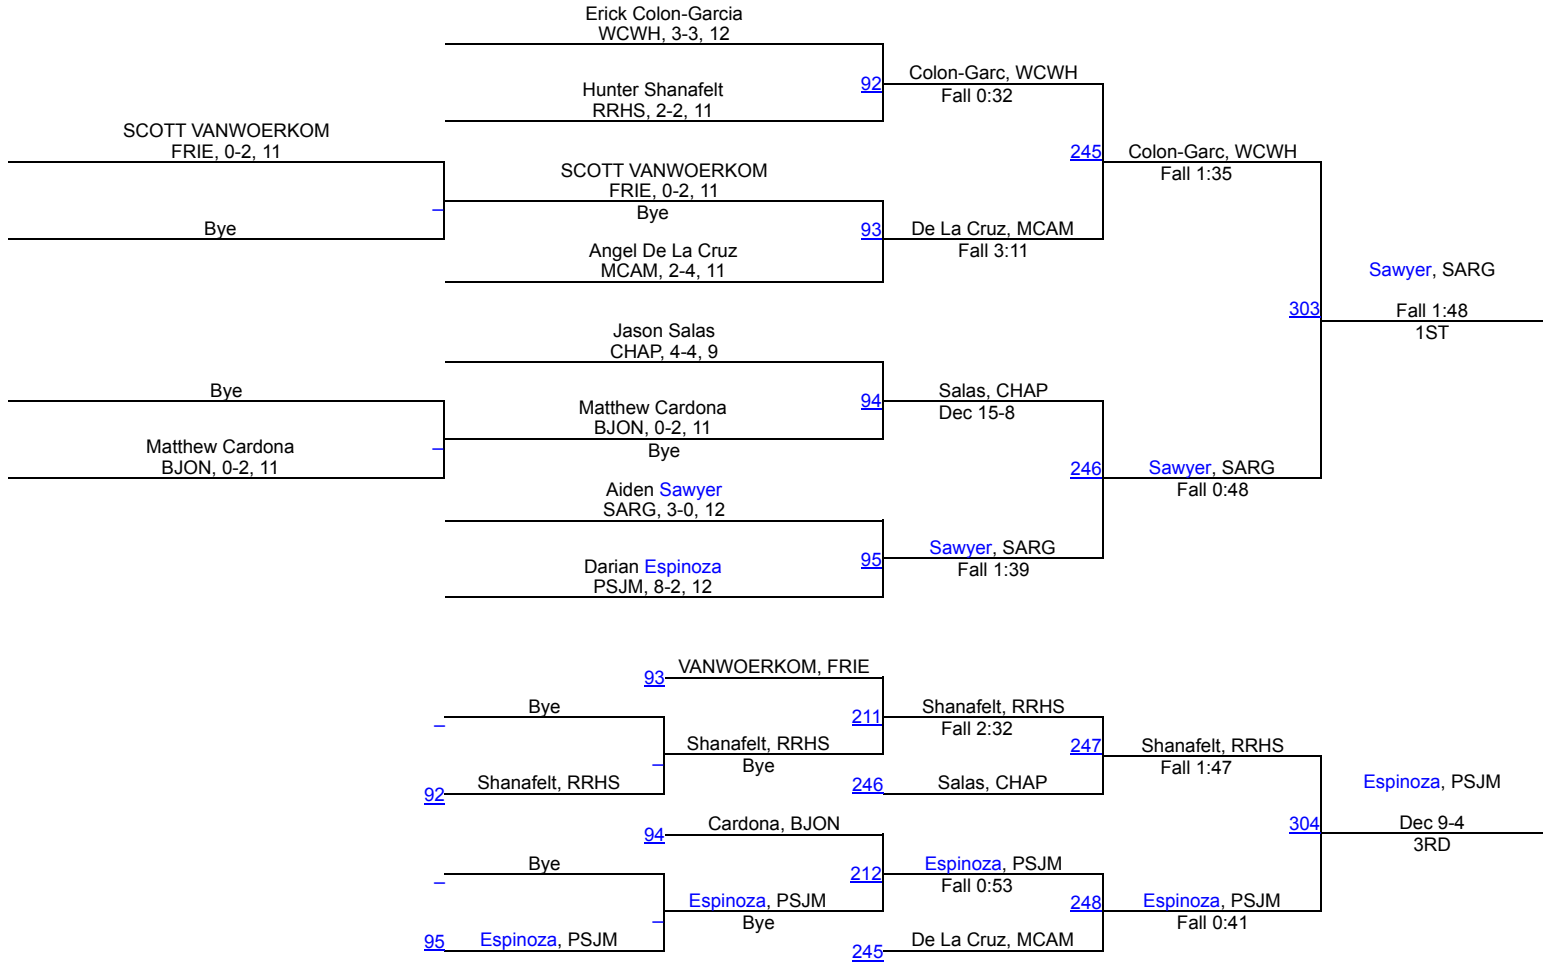 Erick Colon-Garcia
WCWH, 3-3, 12
92
Colon-Garc, WCWH
Fall 0:32
Hunter Shanafelt
RRHS, 2-2, 11
SCOTT VANWOERKOM
FRIE, 0-2, 11
245
Colon-Garc, WCWH
Fall 1:35
SCOTT VANWOERKOM
FRIE, 0-2, 11
Bye
Bye
93
De La Cruz, MCAM
Fall 3:11
Angel De La Cruz
MCAM, 2-4, 11
Sawyer, SARG
303
Fall 1:48
1ST
Jason Salas
CHAP, 4-4, 9
Bye
94
Salas, CHAP
Dec 15-8
Matthew Cardona
BJON, 0-2, 11
Bye
Matthew Cardona
BJON, 0-2, 11
246
Sawyer, SARG
Fall 0:48
Aiden Sawyer
SARG, 3-0, 12
95
Sawyer, SARG
Fall 1:39
Darian Espinoza
PSJM, 8-2, 12
93
VANWOERKOM, FRIE
Bye
211
Shanafelt, RRHS
Fall 2:32
Shanafelt, RRHS
Bye
247
Shanafelt, RRHS
Fall 1:47
92
Shanafelt, RRHS
246
Salas, CHAP
Espinoza, PSJM
94
Cardona, BJON
304
Dec 9-4
3RD
Bye
212
Espinoza, PSJM
Fall 0:53
Espinoza, PSJM
Bye
248
Espinoza, PSJM
Fall 0:41
95
Espinoza, PSJM
245
De La Cruz, MCAM